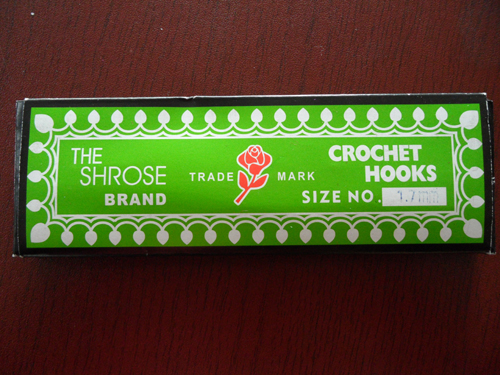 THE
SHROSE
BRAND
TRADE MARK
CROCHET
HOOKS
SIZE NO.